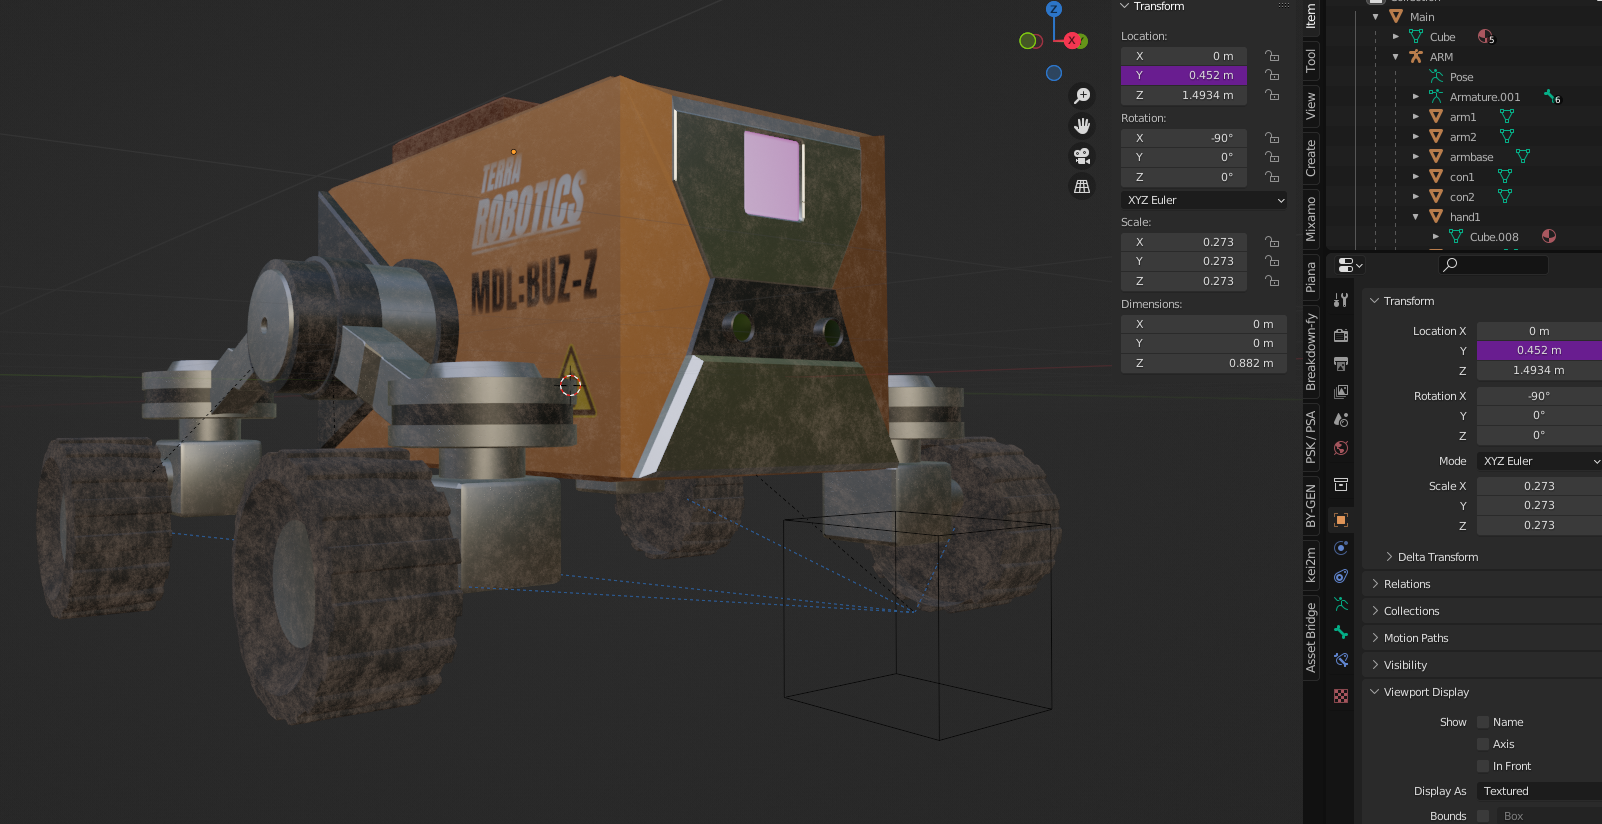 TERRA
ROBOTICS
MDL:BUZ-Z
Z
X
Y
Transform
Location:
X 0 m
Y 0.452 m
Z 1.4934 m
Rotation:
X -90°
Y 0°
Z 0°
XYZ Euler
Scale:
X 0.273
Y 0.273
Z 0.273
Dimensions:
X 0 m
Y 0 m
Z 0.882 m
Item
Tool
View
Create
Mixamo
Piana
Breakdown-fy
PSK / PSA
BY-GEN
kei2m
Asset Bridge
Collection
Main
Cube 5
ARM
Pose
Armature.001 6
arm1
arm2
armbase
con1
con2
hand1
Cube.008
Transform
Location X 0 m
Y 0.452 m
Z 1.4934 m
Rotation X -90°
Y 0°
Z 0°
Mode XYZ Euler
Scale X 0.273
Y 0.273
Z 0.273
Delta Transform
Relations
Collections
Motion Paths
Visibility
Viewport Display
Show Name
Axis
In Front
Display As Textured
Bounds Box